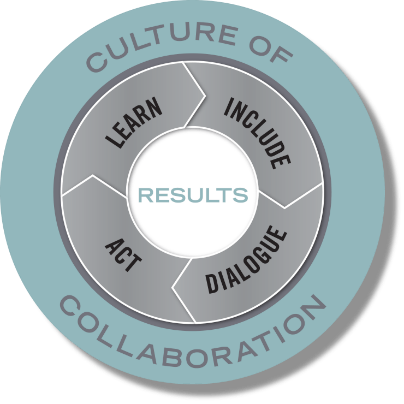 CULTURE OF
LEARN
INCLUDE
RESULTS
ACT
DIALOGUE
COLLABORATION